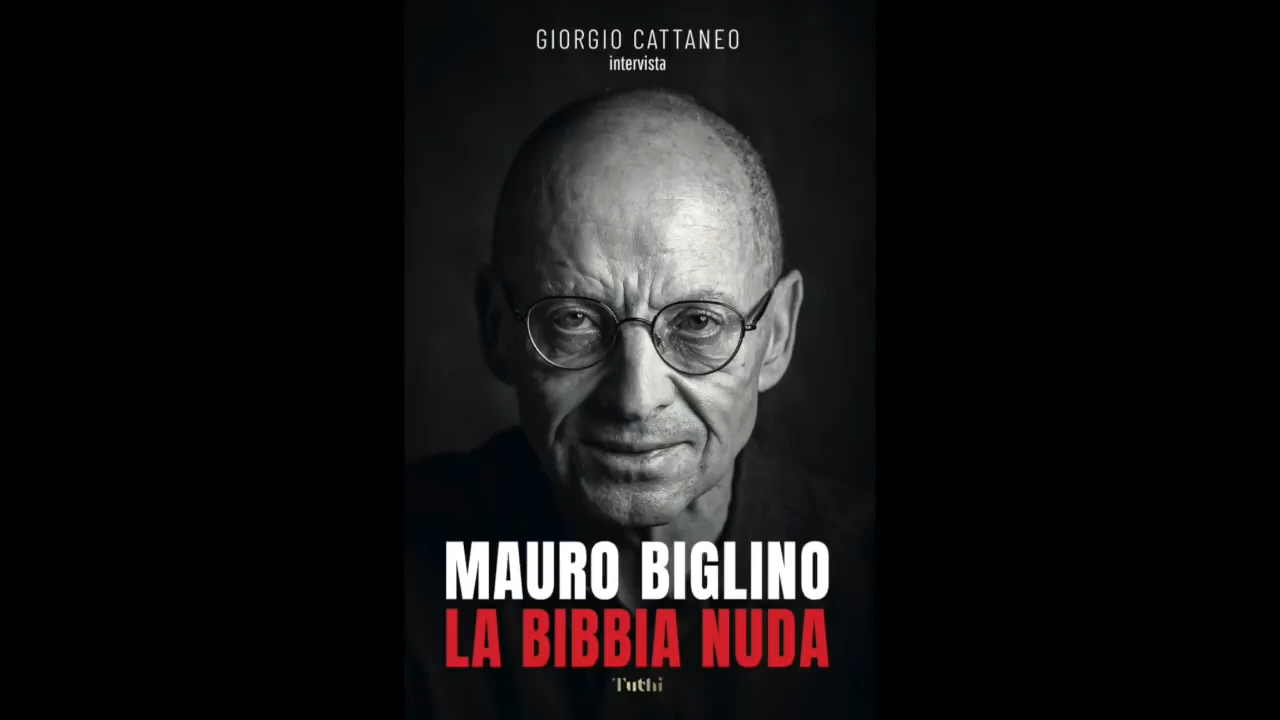 GIORGIO CATTANEO
intervista
MAURO BIGLINO
LA BIBBIA NUDA
Tuthi